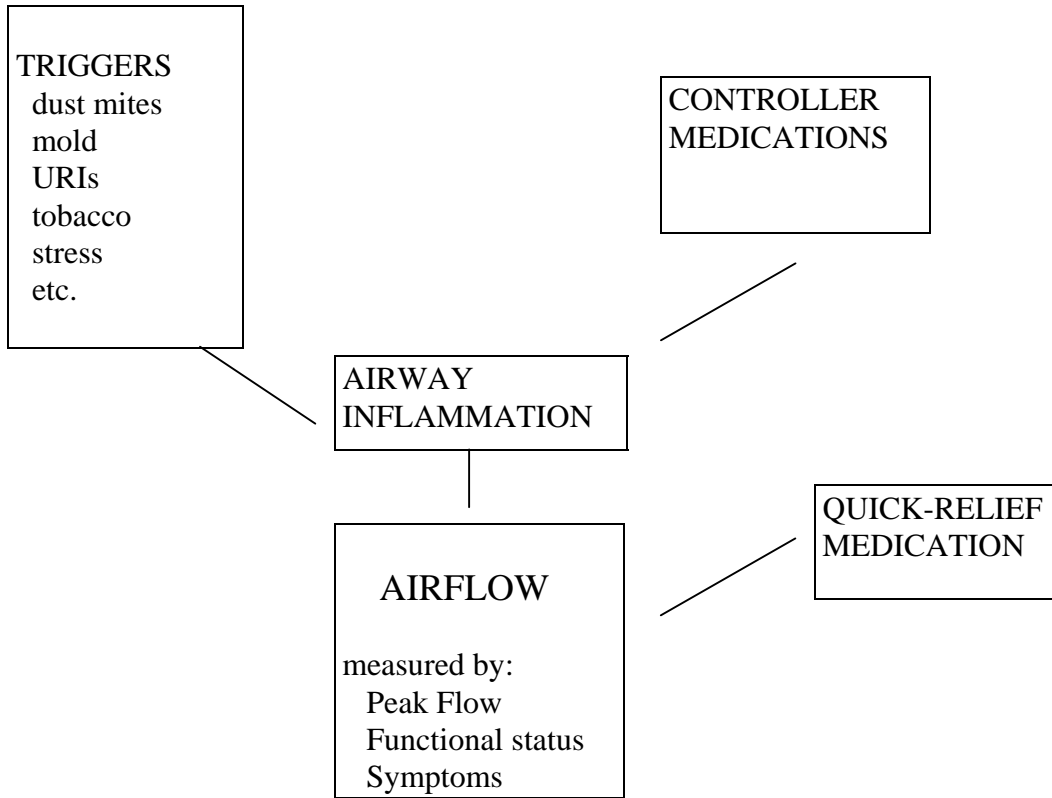 TRIGGERS
dust mites
mold
URIs
tobacco
stress
etc.
CONTROLLER
MEDICATIONS
AIRWAY
INFLAMMATION
QUICK-RELIEF
MEDICATION
AIRFLOW
measured by:
Peak Flow
Functional status
Symptoms